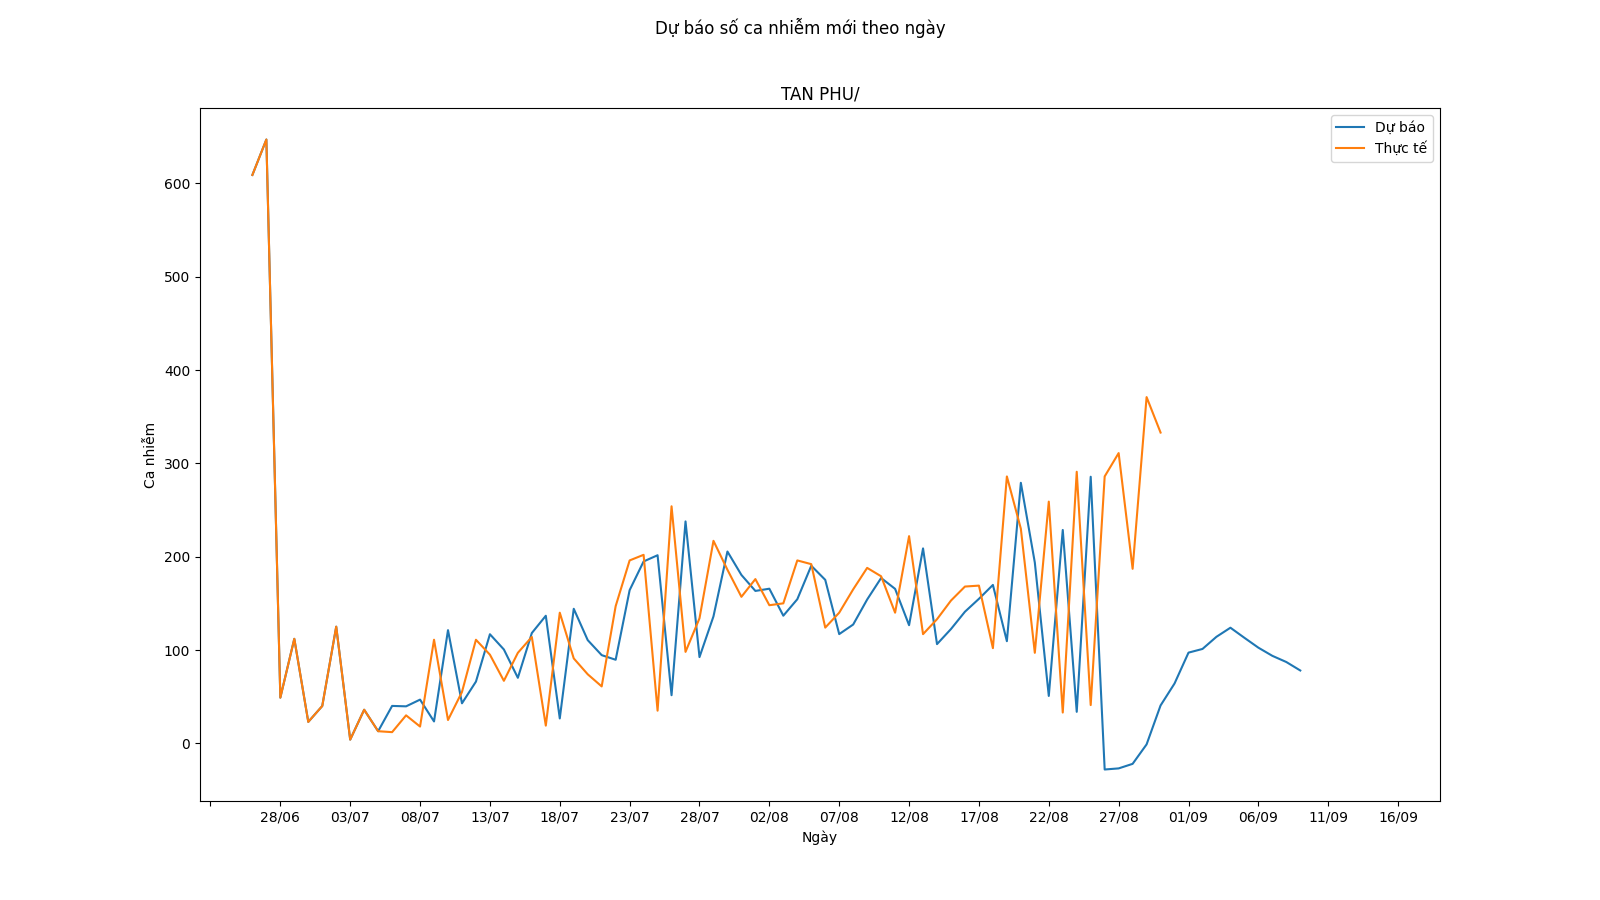 Dự báo số ca nhiễm mới theo ngày
TAN PHU/
Dự báo
Thực tế
600
500
400
300
200
100
0
Ca nhiễm
28/06 03/07 08/07 13/07 18/07 23/07 28/07 02/08 07/08 12/08 17/08 22/08 27/08 01/09 06/09 11/09 16/09
Ngày